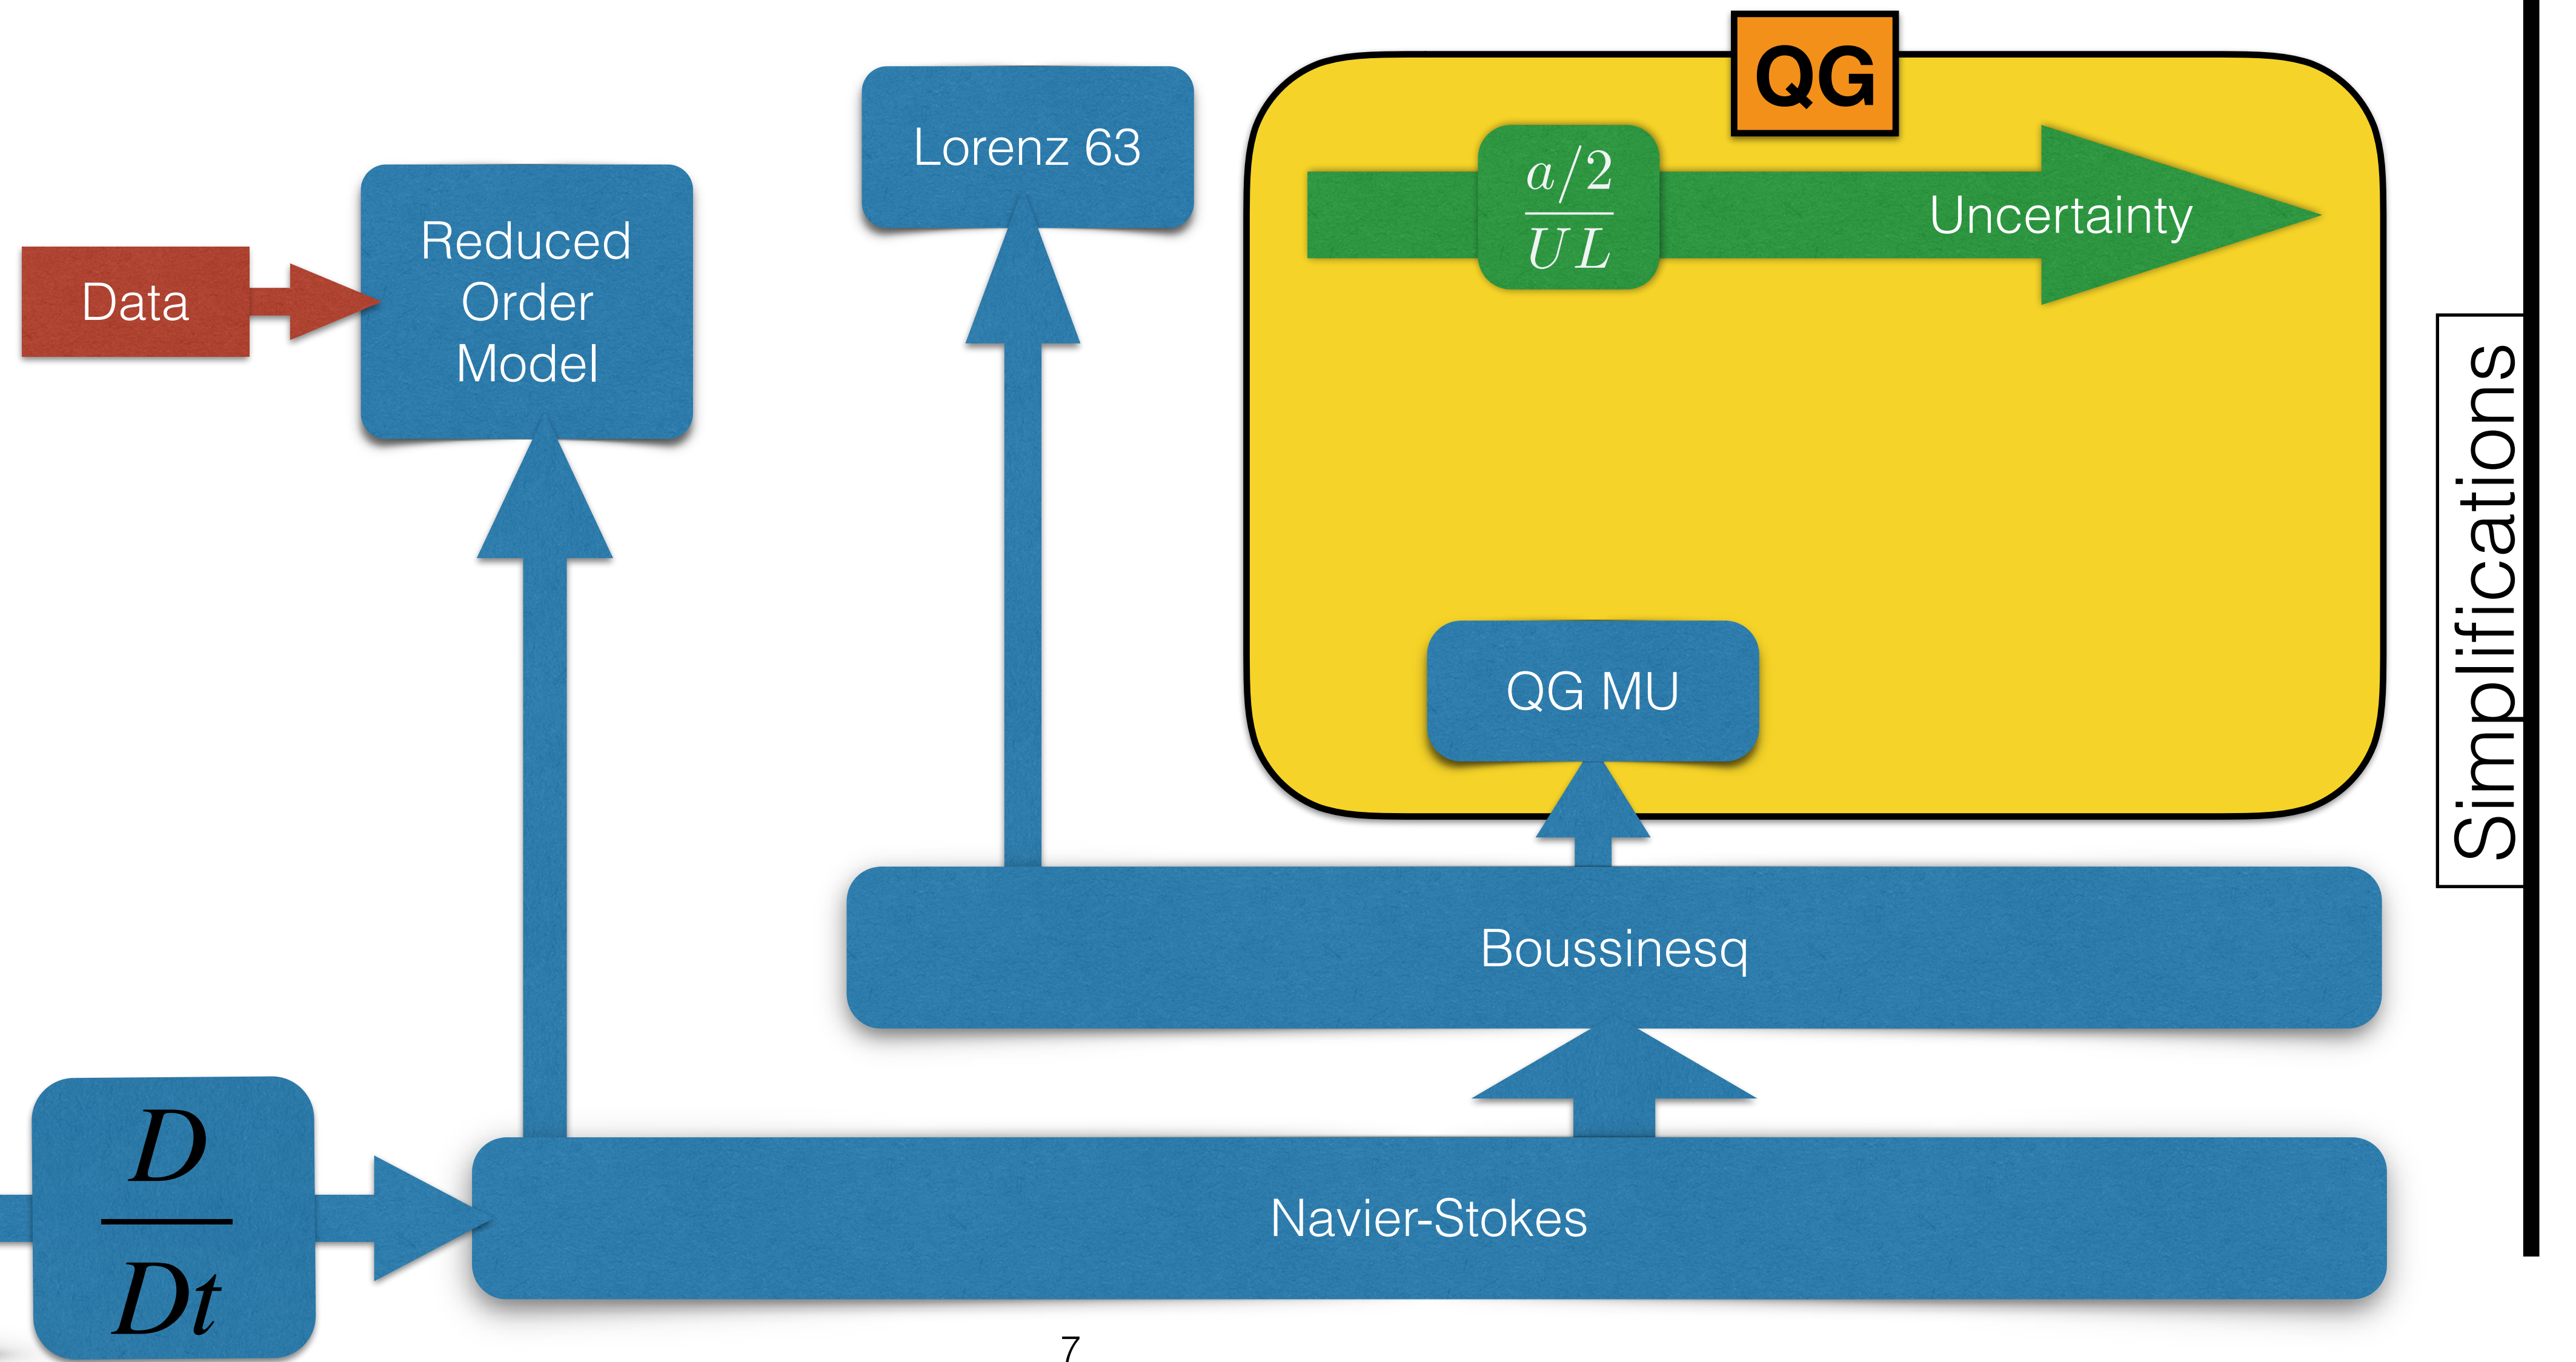 QG
Lorenz 63
a/2
UL
Uncertainty
Reduced
Order
Model
Data
Simplifications
QG MU
Boussinesq
D
Dt
Navier-Stokes
7